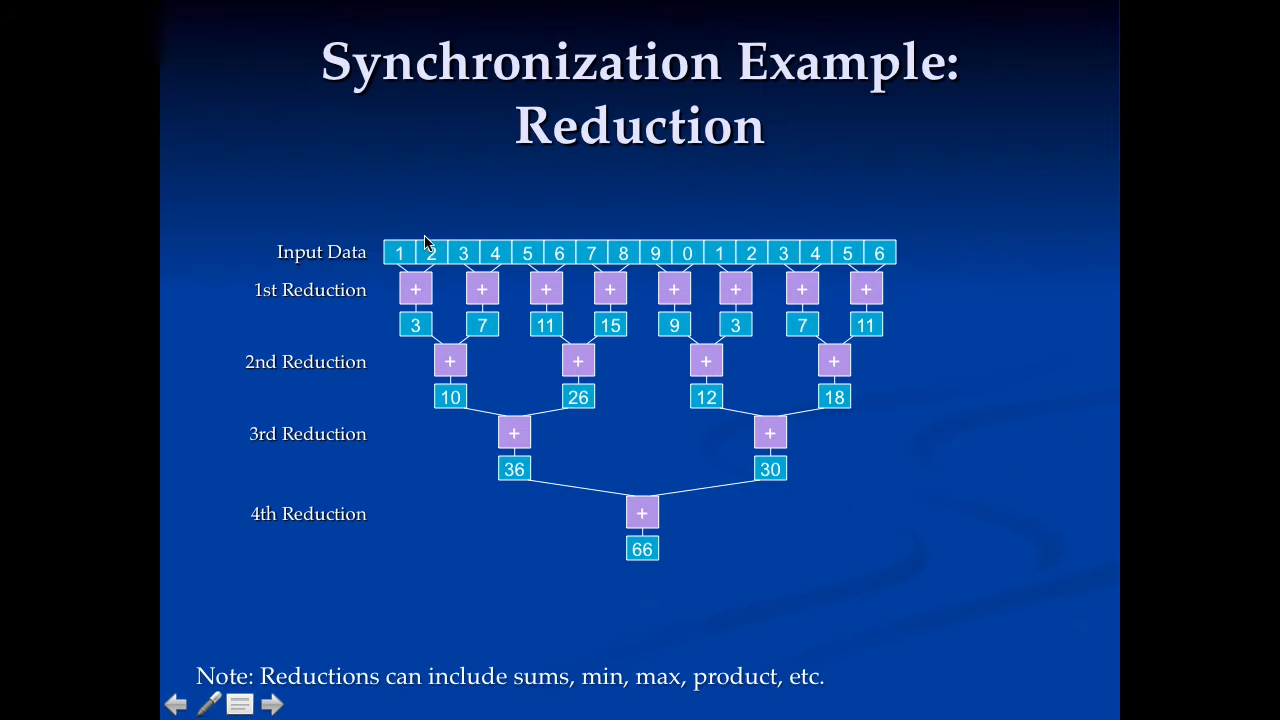 Synchronization Example:
Reduction
Input Data 1 2 3 4 5 6 7 8 9 0 1 2 3 4 5 6
1st Reduction + + + + + + + +
3 7 11 15 9 3 7 11
2nd Reduction + + + +
10 26 12 18
3rd Reduction + +
36 30
4th Reduction +
66
Note: Reductions can include sums, min, max, product, etc.